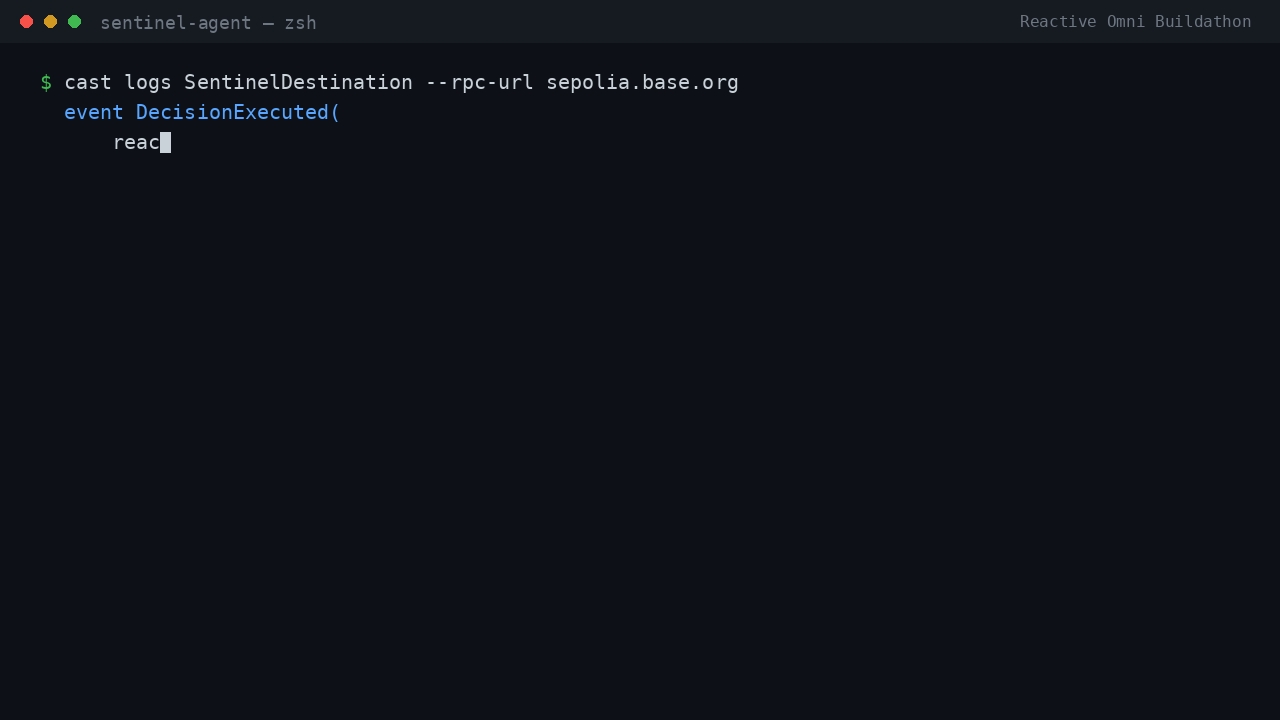 sentinel-agent — zsh
Reactive Omni Buildathon
$ cast logs SentinelDestination --rpc-url sepolia.base.org
event DecisionExecuted(
reac